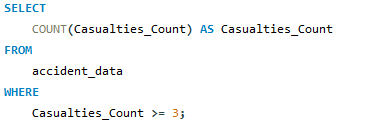 SELECT
COUNT(Casualties_Count) AS Casualties_Count
FROM
accident_data
WHERE
Casualties_Count >= 3;